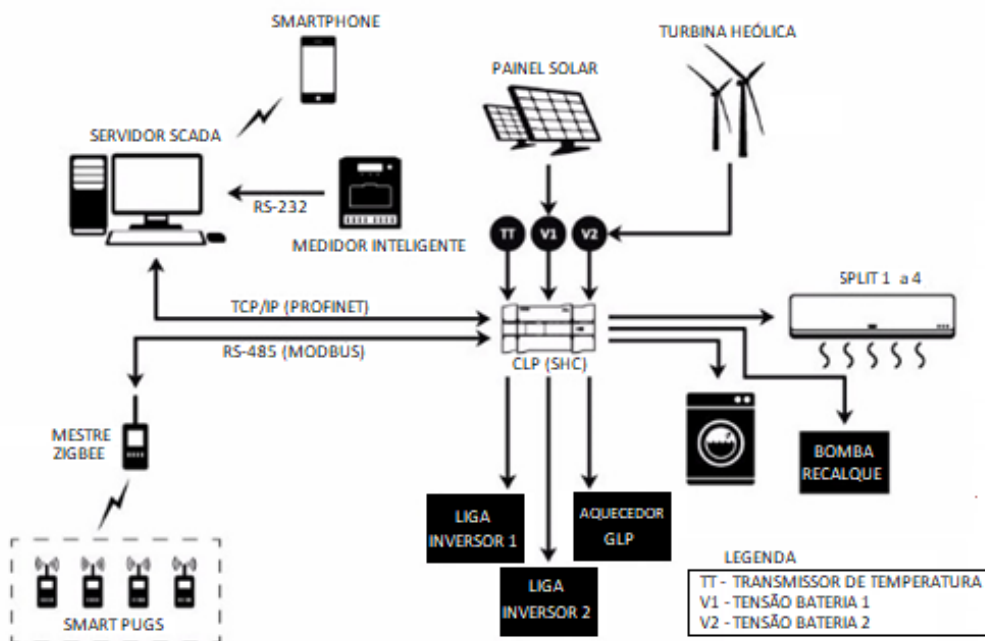 SMARTPHONE
TURBINA HEÓLICA
PAINEL SOLAR
SERVIDOR SCADA
RS-232
MEDIDOR INTELIGENTE
TT
V1
V2
SPLIT 1 a 4
TCP/IP (PROFINET)
RS-485 (MODBUS)
CLP (SHC)
MESTRE
ZIGBEE
BOMBA
RECALQUE
LIGA
INVERSOR 1
AQUECEDOR
GLP
LIGA
INVERSOR 2
SMART PUGS
LEGENDA
TT - TRANSMISSOR DE TEMPERATURA
V1 - TENSÃO BATERIA 1
V2 - TENSÃO BATERIA 2